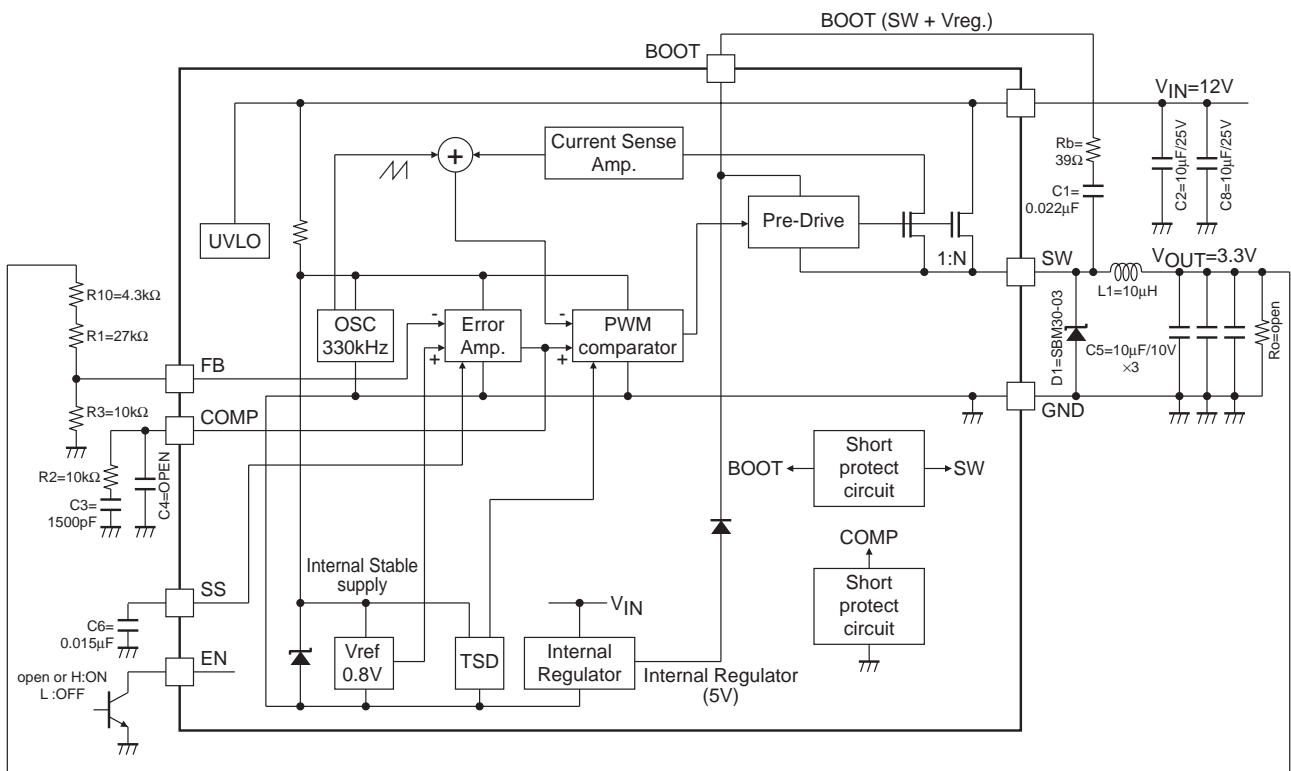 BOOT (SW + Vreg.)
BOOT
VIN=12V
Current Sense
Amp.
+
Rb=
39Ω
C1=
0.022μF
C2=10μF/25V
C8=10μF/25V
UVLO
Pre-Drive
1:N
SW
VOUT=3.3V
L1=10μH
R10=4.3kΩ
R1=27kΩ
OSC
330kHz
-
Error
Amp.
+
-
PWM
comparator
+
D1=SBM30-03
C5=10μF/10V
×3
Ro=open
FB
R3=10kΩ
COMP
GND
R2=10kΩ
C3=
1500pF
C4=OPEN
BOOT
Short
protect
circuit
SW
COMP
Short
protect
circuit
Internal Stable
supply
SS
C6=
0.015μF
Vref
0.8V
TSD
VIN
Internal
Regulator
Internal Regulator
(5V)
EN
open or H:ON
L :OFF